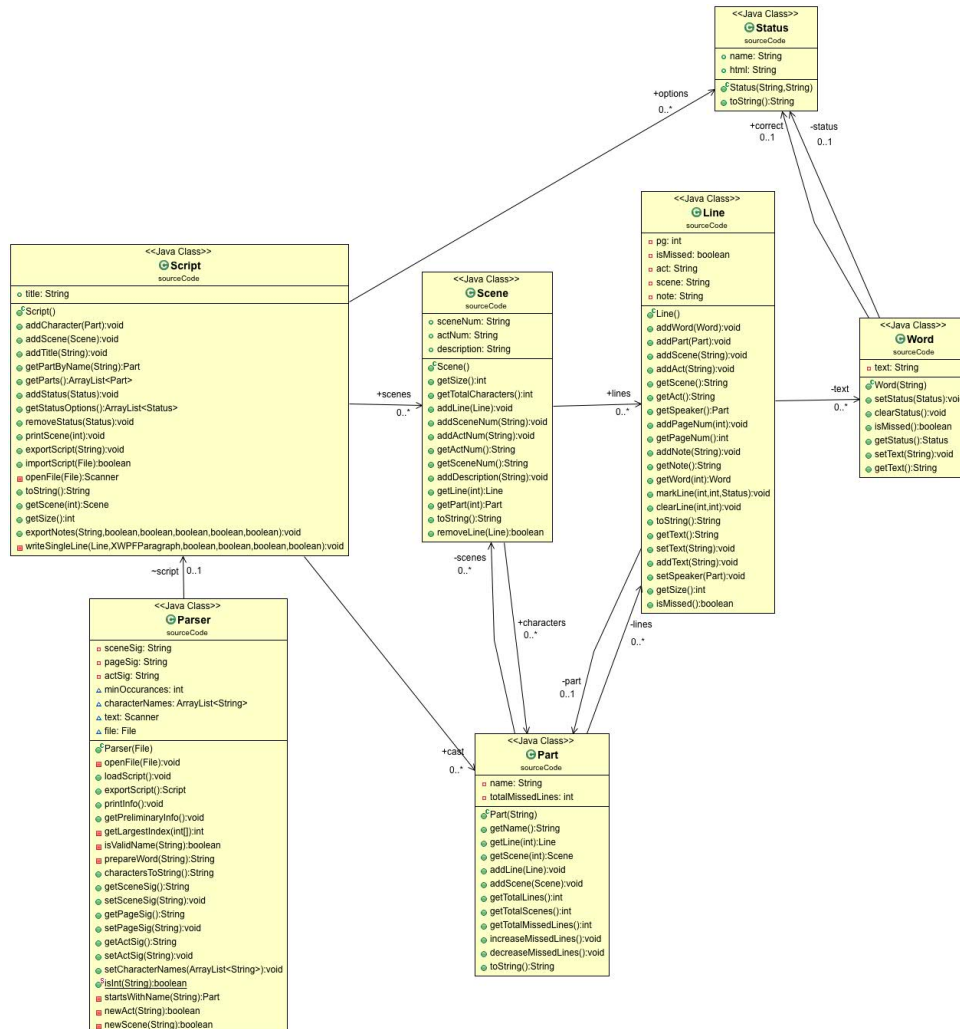 <<Java Class>>
Status
sourceCode
name: String
html: String
Status(String,String)
toString():String
+options
0..*
+correct
0..1
-status
0..1
<<Java Class>>
Line
sourceCode
pg: int
isMissed: boolean
act: String
scene: String
note: String
Line()
addWord(Word):void
addPart(Part):void
addScene(String):void
addAct(String):void
getScene():String
getAct():String
getSpeaker():Part
addPageNum(int):void
getPageNum():int
addNote(String):void
getNote():String
getWord(int):Word
markLine(int,int,Status):void
clearLine(int,int):void
toString():String
getText():String
setText(String):void
addText(String):void
setSpeaker(Part):void
getSize():int
isMissed():boolean
<<Java Class>>
Script
sourceCode
title: String
Script()
addCharacter(Part):void
addScene(Scene):void
addTitle(String):void
getPartByName(String):Part
getParts():ArrayList<Part>
addStatus(Status):void
getStatusOptions():ArrayList<Status>
removeStatus(Status):void
printScene(int):void
exportScript(String):void
importScript(File):boolean
openFile(File):Scanner
toString():String
getScene(int):Scene
getSize():int
exportNotes(String,boolean,boolean,boolean,boolean,boolean):void
writeSingleLine(Line,XWPFParagraph,boolean,boolean,boolean,boolean):void
+scenes
0..*
<<Java Class>>
Scene
sourceCode
sceneNum: String
actNum: String
description: String
Scene()
getSize():int
getTotalCharacters():int
addLine(Line):void
addSceneNum(String):void
addActNum(String):void
getActNum():String
getSceneNum():String
addDescription(String):void
getLine(int):Line
getPart(int):Part
toString():String
removeLine(Line):boolean
+lines
0..*
-text
0..*
<<Java Class>>
Word
sourceCode
text: String
Word(String)
setStatus(Status):void
clearStatus():void
isMissed():boolean
getStatus():Status
setText(String):void
getText():String
~script
0..1
-scenes
0..*
+characters
0..*
-part
0..1
-lines
0..*
+cast
0..*
<<Java Class>>
Parser
sourceCode
sceneSig: String
pageSig: String
actSig: String
minOccurances: int
characterNames: ArrayList<String>
text: Scanner
file: File
Parser(File)
openFile(File):void
loadScript():void
exportScript():Script
printInfo():void
getPreliminaryInfo():void
getLargestIndex(int[]):int
isValidName(String):boolean
prepareWord(String):String
charactersToString():String
getSceneSig():String
setSceneSig(String):void
getPageSig():String
setPageSig(String):void
getActSig():String
setActSig(String):void
setCharacterNames(ArrayList<String>):void
isInt(String):boolean
startsWithName(String):Part
newAct(String):boolean
newScene(String):boolean
<<Java Class>>
Part
sourceCode
name: String
totalMissedLines: int
Part(String)
getName():String
getLine(int):Line
getScene(int):Scene
addLine(Line):void
addScene(Scene):void
getTotalLines():int
getTotalScenes():int
getTotalMissedLines():int
increaseMissedLines():void
decreaseMissedLines():void
toString():String